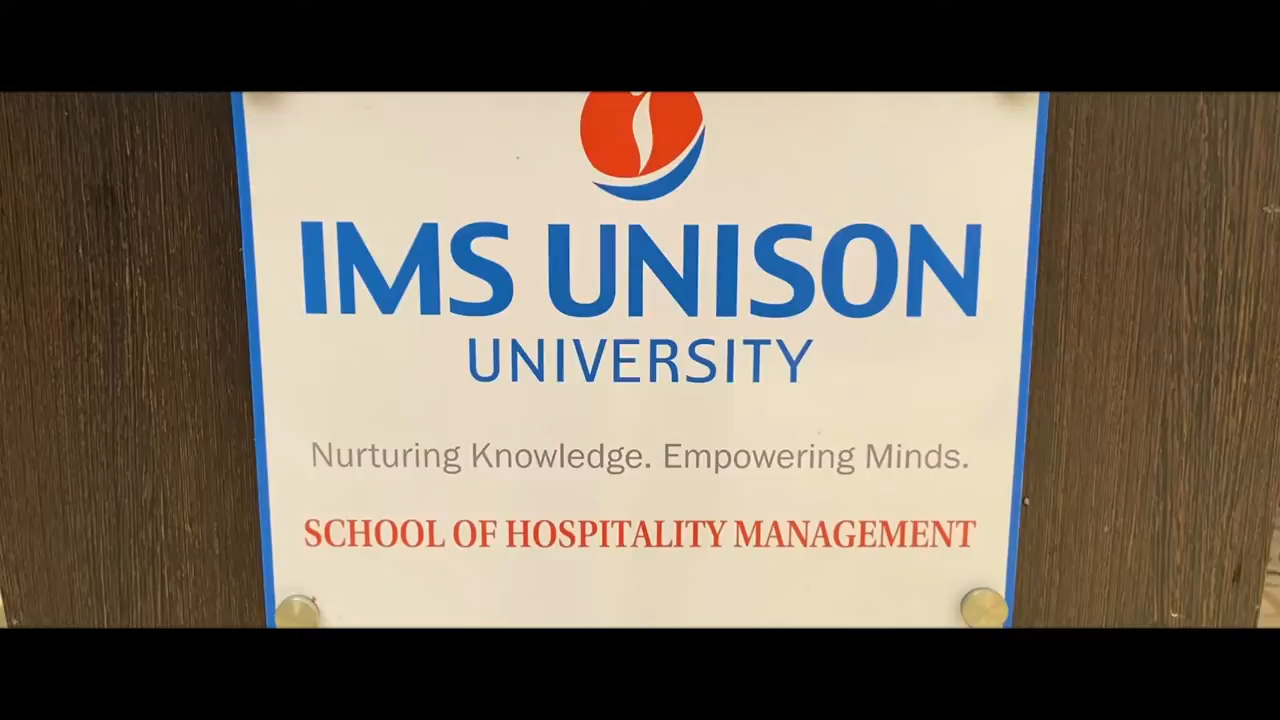 IMS UNISON
UNIVERSITY
Nurturing Knowledge. Empowering Minds.
SCHOOL OF HOSPITALITY MANAGEMENT